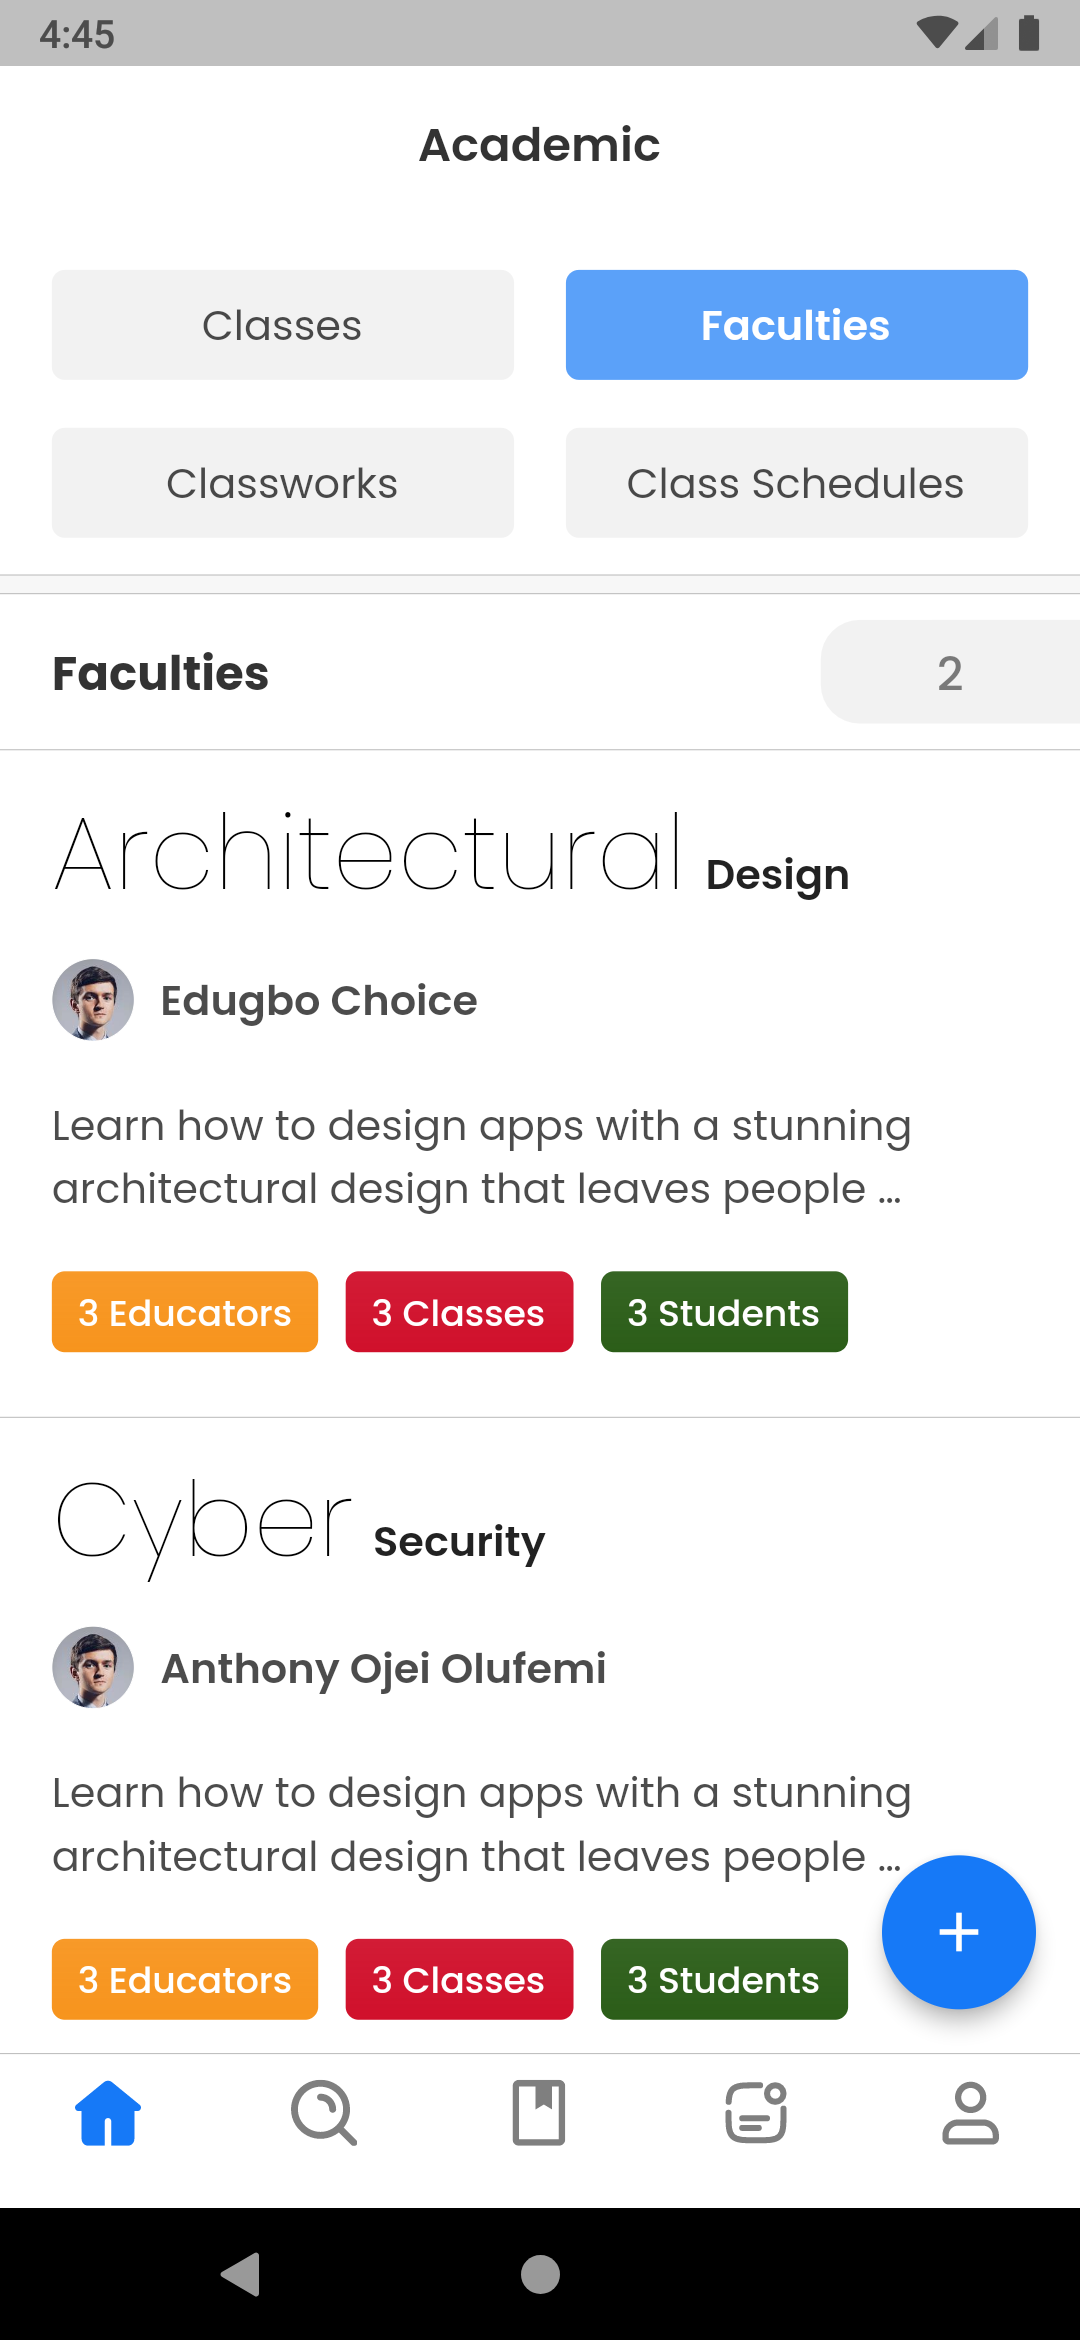 4:45
Academic
Classes
Faculties
Classworks
Class Schedules
Faculties
2
Architectural Design
Edugbo Choice
Learn how to design apps with a stunning
architectural design that leaves people ...
3 Educators
3 Classes
3 Students
Cyber Security
Anthony Ojei Olufemi
Learn how to design apps with a stunning
architectural design that leaves people ...
3 Educators
3 Classes
3 Students